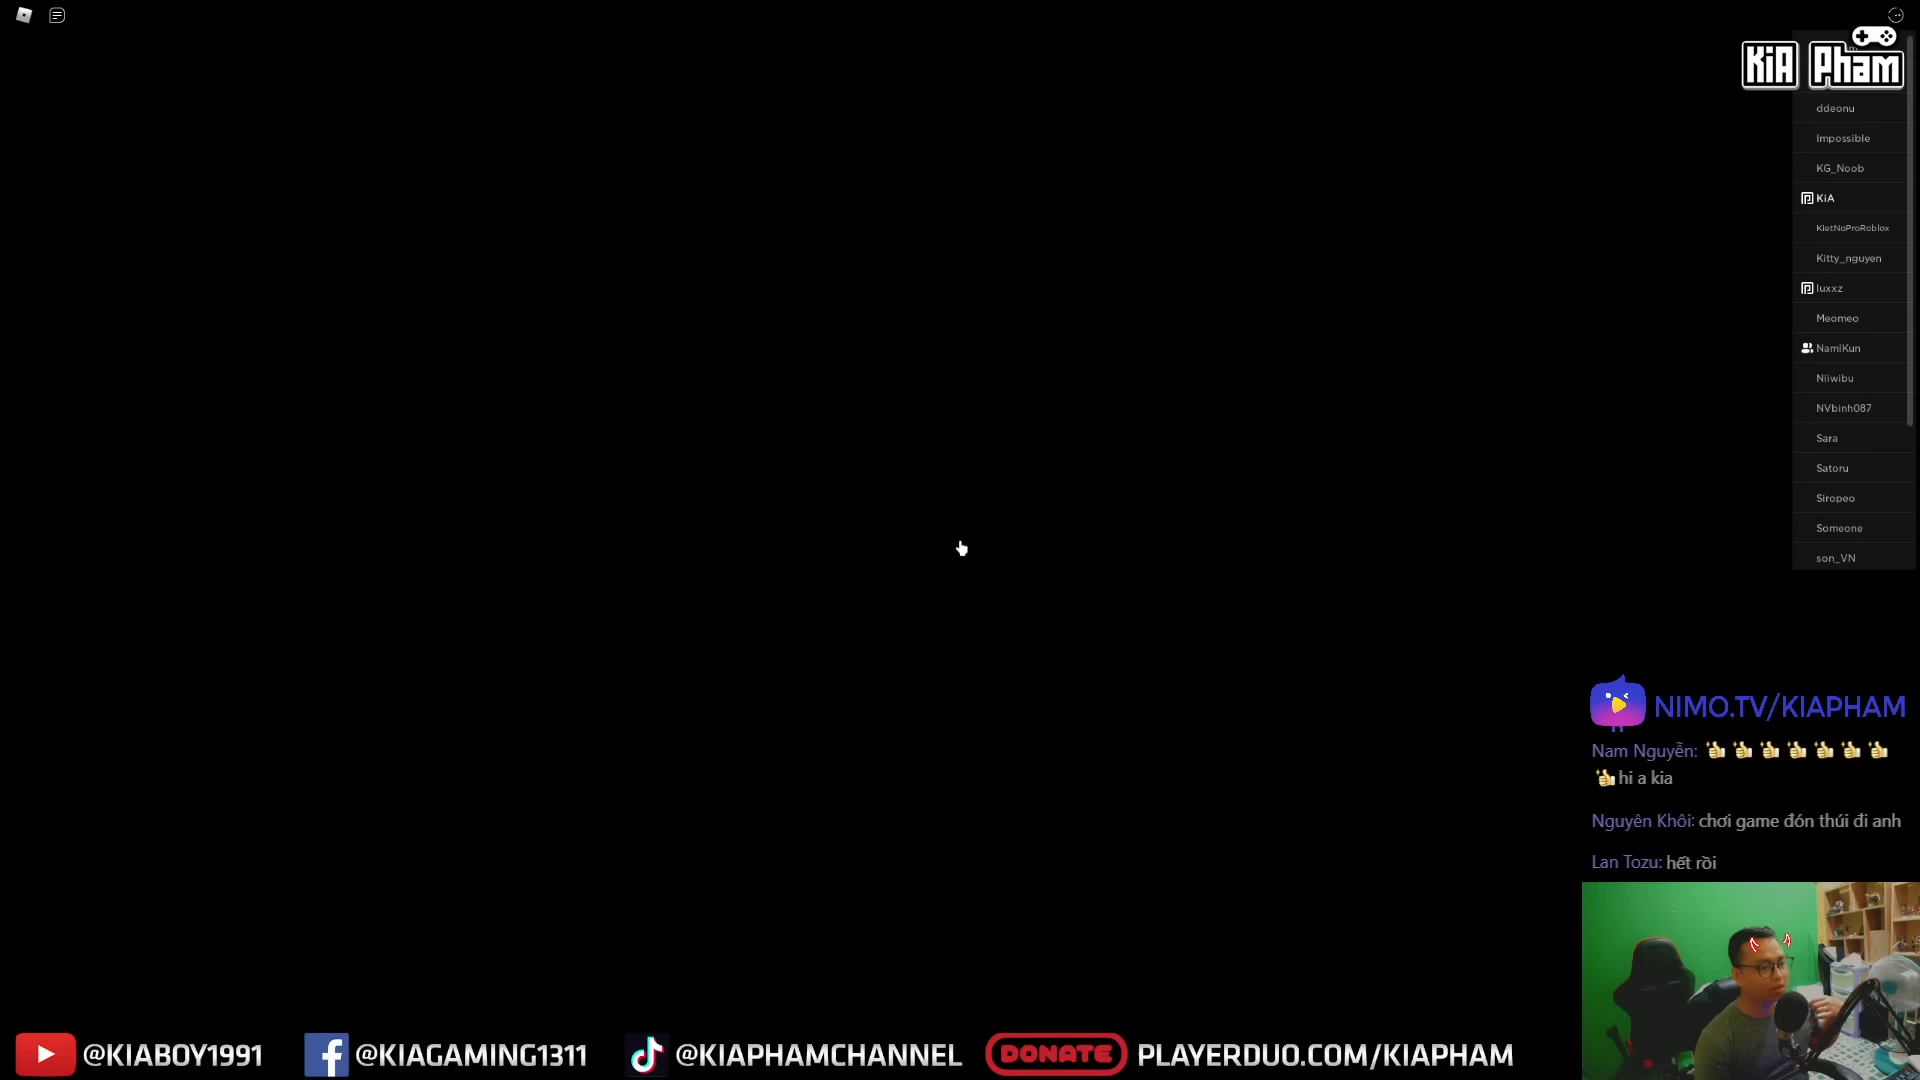 KiA Pham
ddeonu
Impossible
KG_Noob
KiA
KietNoProRoblox
Kitty_nguyen
luxxz
Meomeo
NamlKun
Niiwibu
NVbinh087
Sara
Satoru
Siropeo
Someone
son_VN
NIMO.TV/KIAPHAM
Nam Nguyễn: 👍👍👍👍👍👍👍
👍hi a kia
Nguyên Khôi: chơi game đón thúi đi anh
Lan Tozu: hết rồi
@KIABOY1991 @KIAGAMING1311 @KIAPHAMCHANNEL DONATE PLAYERDUO.COM/KIAPHAM